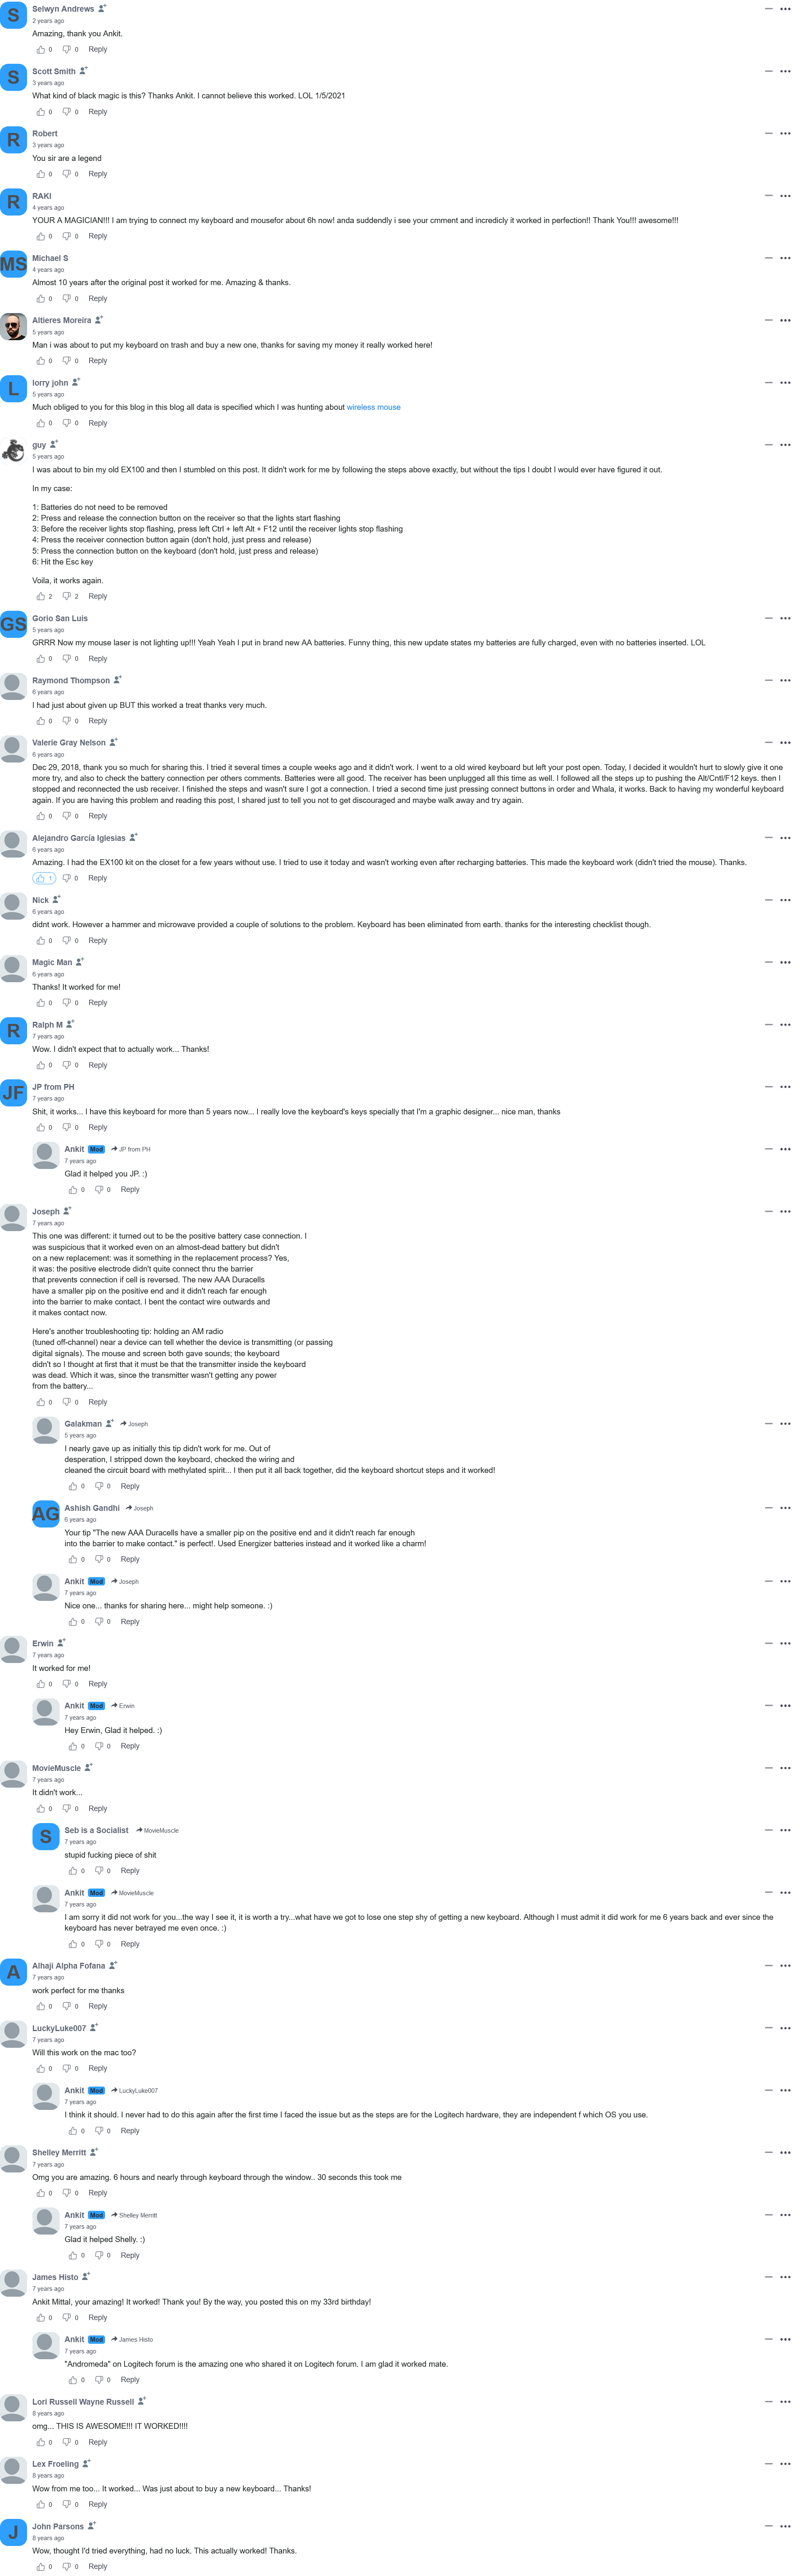 S
Selwyn Andrews
2 years ago
Amazing, thank you Ankit.
0 0 Reply
S
Scott Smith
3 years ago
What kind of black magic is this? Thanks Ankit. I cannot believe this worked. LOL 1/5/2021
0 0 Reply
R
Robert
3 years ago
You sir are a legend
0 0 Reply
R
RAKI
4 years ago
YOUR A MAGICIAN!!! I am trying to connect my keyboard and mousefor about 6h now! anda suddendly i see your cmment and incredicly it worked in perfection!! Thank You!!! awesome!!!
0 0 Reply
MS
Michael S
4 years ago
Almost 10 years after the original post it worked for me. Amazing & thanks.
0 0 Reply
Altieres Moreira
5 years ago
Man i was about to put my keyboard on trash and buy a new one, thanks for saving my money it really worked here!
0 0 Reply
L
lorry john
5 years ago
Much obliged to you for this blog in this blog all data is specified which I was hunting about wireless mouse
0 0 Reply
guy
5 years ago
I was about to bin my old EX100 and then I stumbled on this post. It didn't work for me by following the steps above exactly, but without the tips I doubt I would ever have figured it out.
In my case:
1: Batteries do not need to be removed
2: Press and release the connection button on the receiver so that the lights start flashing
3: Before the receiver lights stop flashing, press left Ctrl + left Alt + F12 until the receiver lights stop flashing
4: Press the receiver connection button again (don't hold, just press and release)
5: Press the connection button on the keyboard (don't hold, just press and release)
6: Hit the Esc key
Voila, it works again.
2 2 Reply
GS
Gorio San Luis
5 years ago
GRRR Now my mouse laser is not lighting up!!! Yeah Yeah I put in brand new AA batteries. Funny thing, this new update states my batteries are fully charged, even with no batteries inserted. LOL
0 0 Reply
Raymond Thompson
6 years ago
I had just about given up BUT this worked a treat thanks very much.
0 0 Reply
Valerie Gray Nelson
6 years ago
Dec 29, 2018, thank you so much for sharing this. I tried it several times a couple weeks ago and it didn't work. I went to a old wired keyboard but left your post open. Today, I decided it wouldn't hurt to slowly give it one
more try, and also to check the battery connection per others comments. Batteries were all good. The receiver has been unplugged all this time as well. I followed all the steps up to pushing the Alt/Cnt/F12 keys. then I
stopped and reconnected the usb receiver. I finished the steps and wasn't sure I got a connection. I tried a second time just pressing connect buttons in order and Whala, it works. Back to having my wonderful keyboard
again. If you are having this problem and reading this post, I shared just to tell you not to get discouraged and maybe walk away and try again.
0 0 Reply
Alejandro García Iglesias
6 years ago
Amazing. I had the EX100 kit on the closet for a few years without use. I tried to use it today and wasn't working even after recharging batteries. This made the keyboard work (didn't tried the mouse). Thanks.
1 0 Reply
Nick
6 years ago
didnt work. However a hammer and microwave provided a couple of solutions to the problem. Keyboard has been eliminated from earth. thanks for the interesting checklist though.
0 0 Reply
Magic Man
6 years ago
Thanks! It worked for me!
0 0 Reply
R
Ralph M
7 years ago
Wow. I didn't expect that to actually work... Thanks!
0 0 Reply
JF
JP from PH
7 years ago
Shit, it works... I have this keyboard for more than 5 years now... I really love the keyboard's keys specially that I'm a graphic designer... nice man, thanks
0 0 Reply
Ankit Mod JP from PH
7 years ago
Glad it helped you JP. :)
0 0 Reply
Joseph
7 years ago
This one was different: it turned out to be the positive battery case connection. I
was suspicious that it worked even on an almost-dead battery but didn't
on a new replacement: was it something in the replacement process? Yes,
it was: the positive electrode didn't quite connect thru the barrier
that prevents connection if cell is reversed. The new AAA Duracells
have a smaller pip on the positive end and it didn't reach far enough
into the barrier to make contact. I bent the contact wire outwards and
it makes contact now.
Here's another troubleshooting tip: holding an AM radio
(tuned off-channel) near a device can tell whether the device is transmitting (or passing
digital signals). The mouse and screen both gave sounds; the keyboard
didn't so I thought at first that it must be that the transmitter inside the keyboard
was dead. Which it was, since the transmitter wasn't getting any power
from the battery...
0 0 Reply
Galakman Joseph
5 years ago
I nearly gave up as initially this tip didn't work for me. Out of
desperation, I stripped down the keyboard, checked the wiring and
cleaned the circuit board with methylated spirit... I then put it all back together, did the keyboard shortcut steps and it worked!
0 0 Reply
AG
Ashish Gandhi Joseph
6 years ago
Your tip "The new AAA Duracells have a smaller pip on the positive end and it didn't reach far enough
into the barrier to make contact." is perfect!. Used Energizer batteries instead and it worked like a charm!
0 0 Reply
Ankit Mod Joseph
7 years ago
Nice one... thanks for sharing here... might help someone. :)
0 0 Reply
Erwin
7 years ago
It worked for me!
0 0 Reply
Ankit Mod Erwin
7 years ago
Hey Erwin, Glad it helped. :)
0 0 Reply
MovieMuscle
7 years ago
It didn't work...
0 0 Reply
S
Seb is a Socialist MovieMuscle
7 years ago
stupid fucking piece of shit
0 0 Reply
Ankit Mod MovieMuscle
7 years ago
I am sorry it did not work for you...the way I see it, it is worth a try...what have we got to lose one step shy of getting a new keyboard. Although I must admit it did work for me 6 years back and ever since the
keyboard has never betrayed me even once. :)
0 0 Reply
A
Alhaji Alpha Fofana
7 years ago
work perfect for me thanks
0 0 Reply
LuckyLuke007
7 years ago
Will this work on the mac too?
0 0 Reply
Ankit Mod LuckyLuke007
7 years ago
I think it should. I never had to do this again after the first time I faced the issue but as the steps are for the Logitech hardware, they are independent f which OS you use.
0 0 Reply
Shelley Merritt
7 years ago
Omg you are amazing. 6 hours and nearly through keyboard through the window.. 30 seconds this took me
0 0 Reply
Ankit Mod Shelley Merritt
7 years ago
Glad it helped Shelly. :)
0 0 Reply
James Histo
7 years ago
Ankit Mittal, your amazing! It worked! Thank you! By the way, you posted this on my 33rd birthday!
0 0 Reply
Ankit Mod James Histo
7 years ago
"Andromeda" on Logitech forum is the amazing one who shared it on Logitech forum. I am glad it worked mate.
0 0 Reply
Lori Russell Wayne Russell
8 years ago
omg... THIS IS AWESOME!!! IT WORKED!!!!
0 0 Reply
Lex Froeling
8 years ago
Wow from me too... It worked... Was just about to buy a new keyboard... Thanks!
0 0 Reply
J
John Parsons
8 years ago
Wow, thought I'd tried everything, had no luck. This actually worked! Thanks.
0 0 Reply